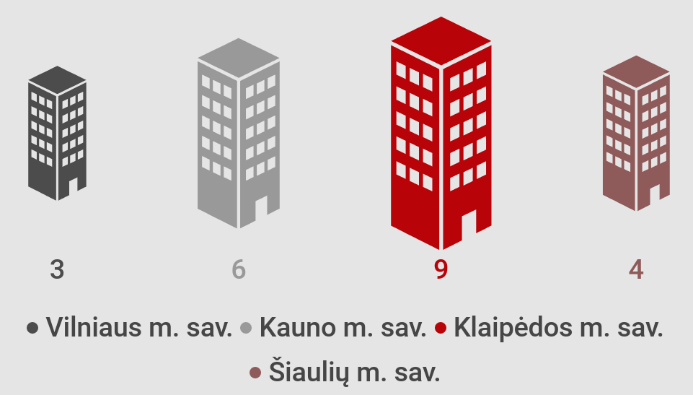 3 6 9 4
Vilniaus m. sav. Kauno m. sav. Klaipėdos m. sav.
Šiaulių m. sav.